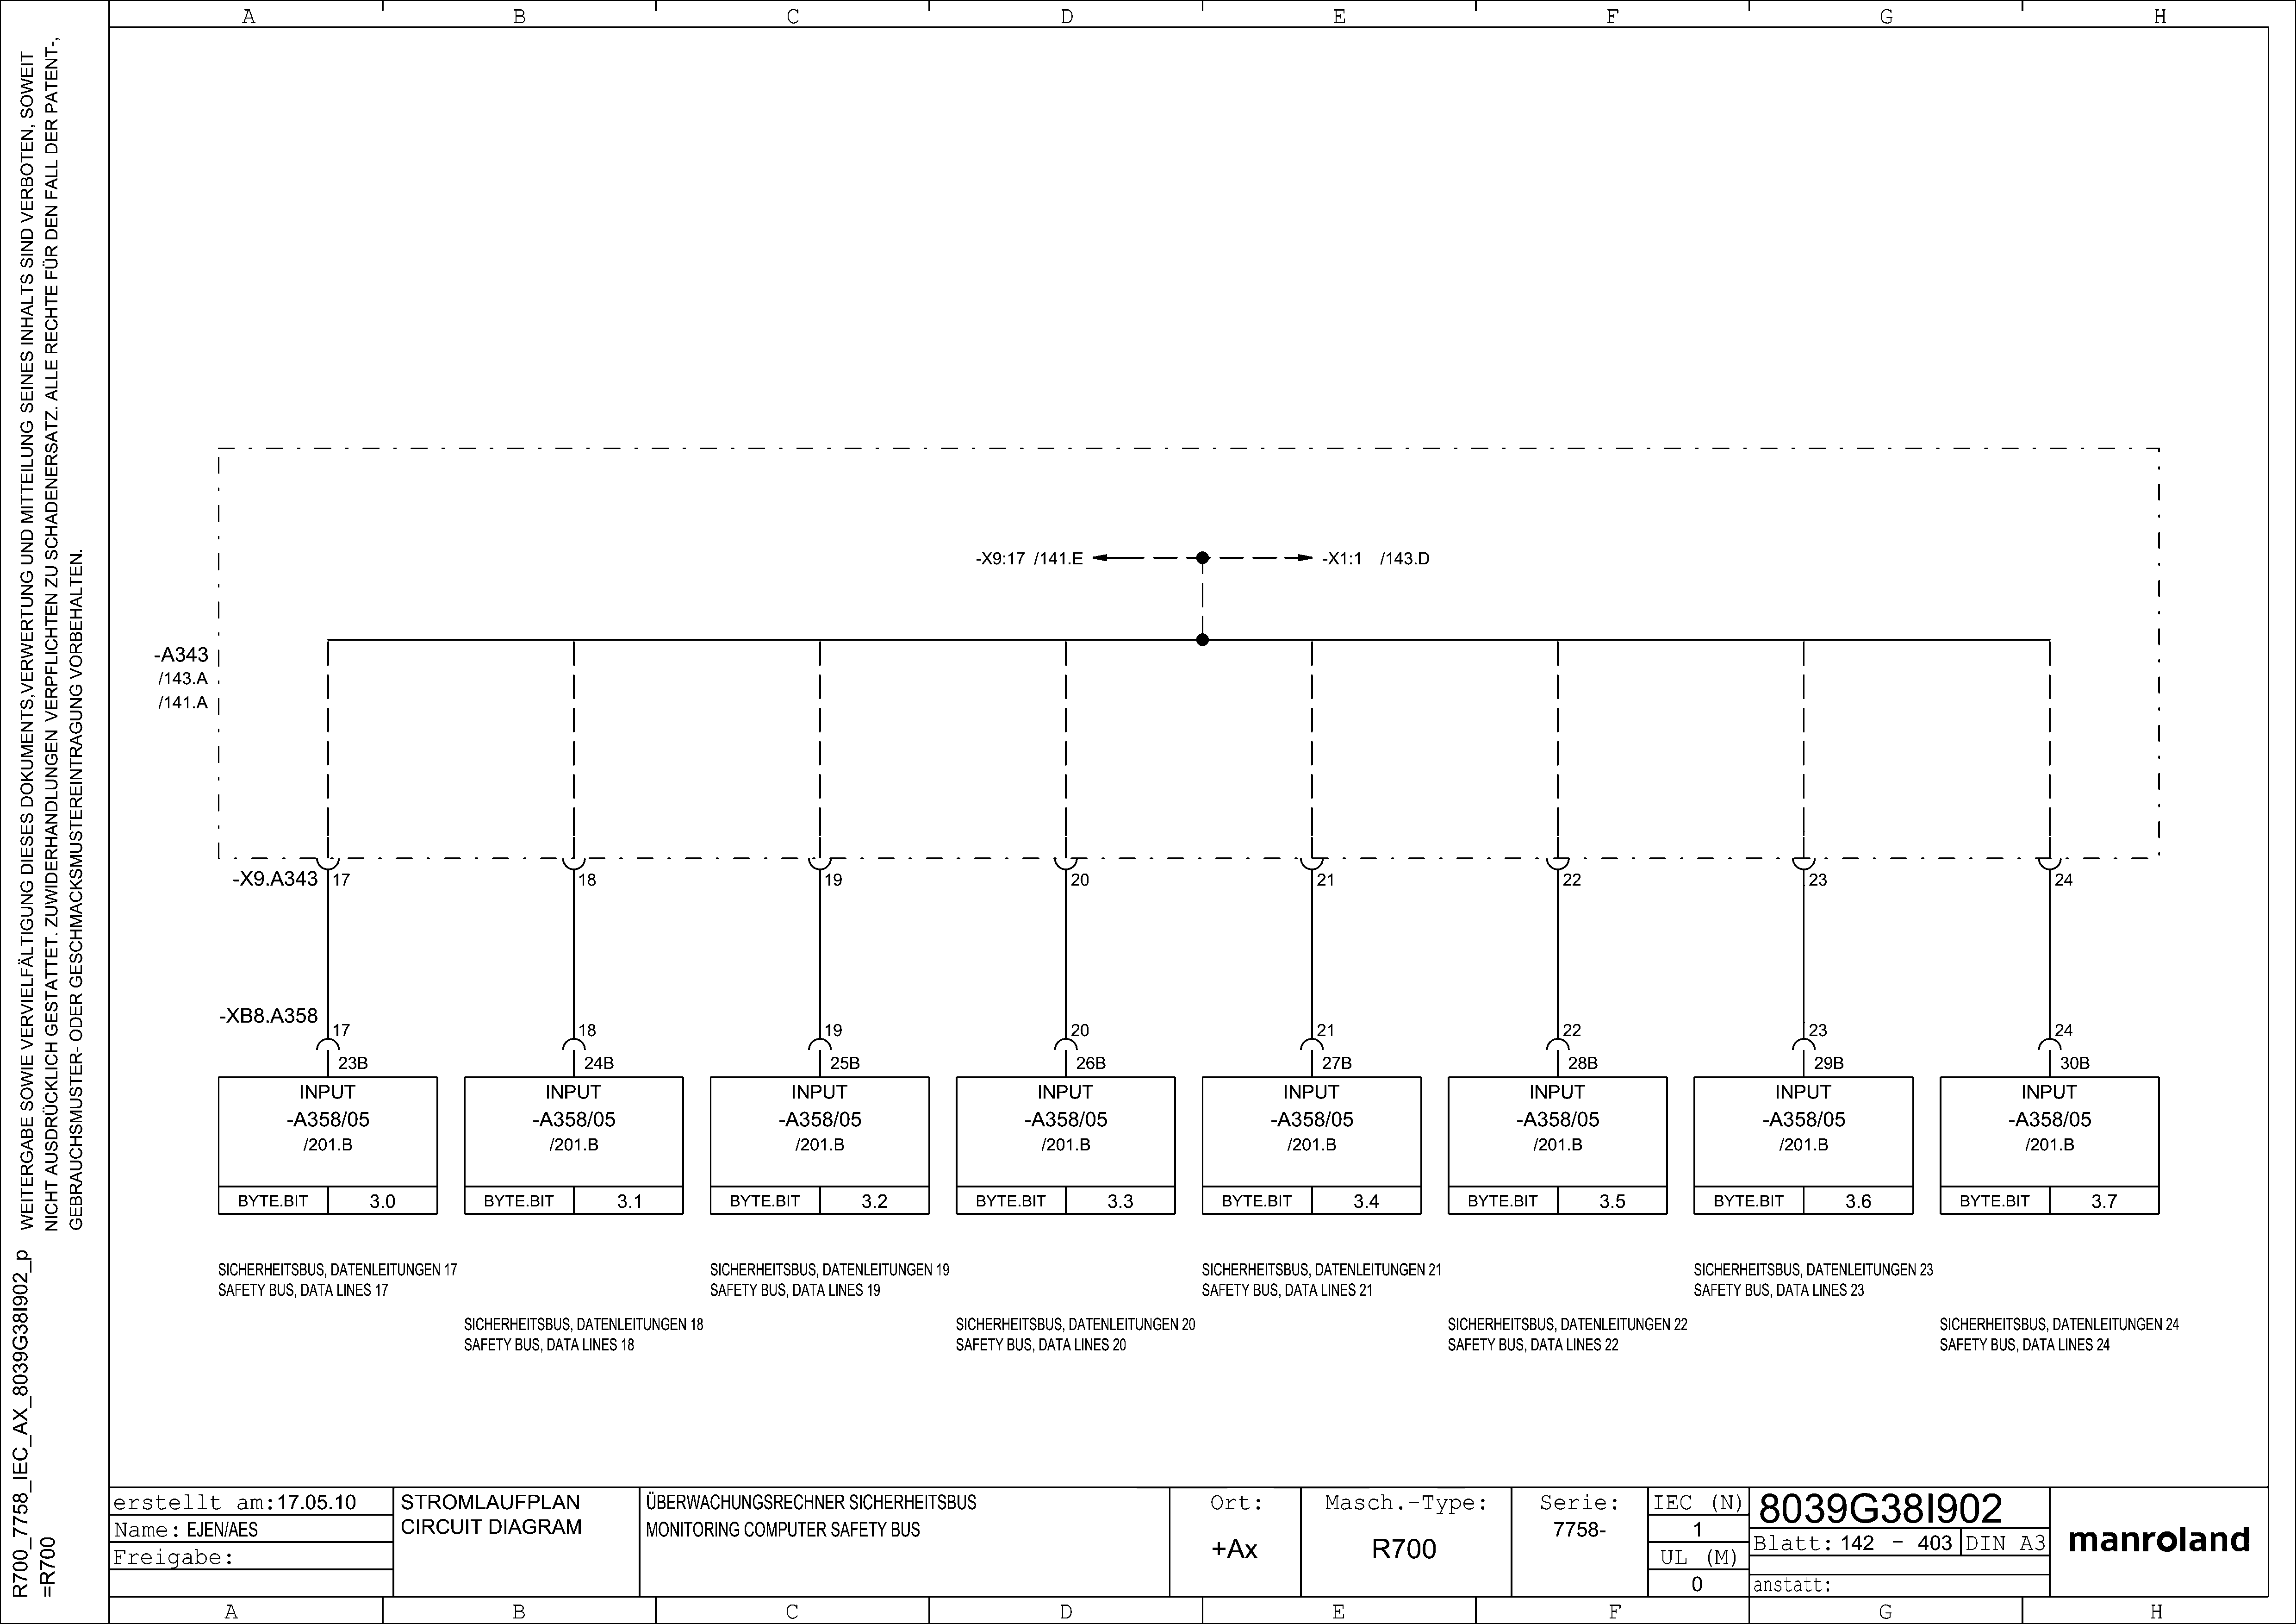 A B C D E F G H
WEITERGABE SOWIE VERVIELFÄLTIGUNG DIESES DOKUMENTS,VERWERTUNG UND MITTEILUNG SEINES INHALTS SIND VERBOTEN, SOWEIT
NICHT AUSDRÜCKLICH GESTATTET. ZUWIDERHANDLUNGEN VERPFLICHTEN ZU SCHADENERSATZ. ALLE RECHTE FÜR DEN FALL DER PATENT-,
GEBRAUCHSMUSTER- ODER GESCHMACKSMUSTEREINTRAGUNG VORBEHALTEN.
R700_7758_IEC_AX_8039G38I902_p
=R700
-X9:17 /141.E -X1:1 /143.D
-A343
/143.A
/141.A
-X9.A343 17 18 19 20 21 22 23 24
-XB8.A358
17 18 19 20 21 22 23 24
23B 24B 25B 26B 27B 28B 29B 30B
INPUT INPUT INPUT INPUT INPUT INPUT INPUT INPUT
-A358/05 -A358/05 -A358/05 -A358/05 -A358/05 -A358/05 -A358/05 -A358/05
/201.B /201.B /201.B /201.B /201.B /201.B /201.B /201.B
BYTE.BIT 3.0 BYTE.BIT 3.1 BYTE.BIT 3.2 BYTE.BIT 3.3 BYTE.BIT 3.4 BYTE.BIT 3.5 BYTE.BIT 3.6 BYTE.BIT 3.7
SICHERHEITSBUS, DATENLEITUNGEN 17
SAFETY BUS, DATA LINES 17
SICHERHEITSBUS, DATENLEITUNGEN 18
SAFETY BUS, DATA LINES 18
SICHERHEITSBUS, DATENLEITUNGEN 19
SAFETY BUS, DATA LINES 19
SICHERHEITSBUS, DATENLEITUNGEN 20
SAFETY BUS, DATA LINES 20
SICHERHEITSBUS, DATENLEITUNGEN 21
SAFETY BUS, DATA LINES 21
SICHERHEITSBUS, DATENLEITUNGEN 22
SAFETY BUS, DATA LINES 22
SICHERHEITSBUS, DATENLEITUNGEN 23
SAFETY BUS, DATA LINES 23
SICHERHEITSBUS, DATENLEITUNGEN 24
SAFETY BUS, DATA LINES 24
erstellt am:17.05.10
Name: EJEN/AES
Freigabe:
STROMLAUFPLAN
CIRCUIT DIAGRAM
ÜBERWACHUNGSRECHNER SICHERHEITSBUS
MONITORING COMPUTER SAFETY BUS
Ort:
+Ax
Masch.-Type:
R700
Serie:
7758-
IEC (N)
1
UL (M)
0
8039G38I902
Blatt: 142 - 403 DIN A3
anstatt:
manroland
A B C D E F G H